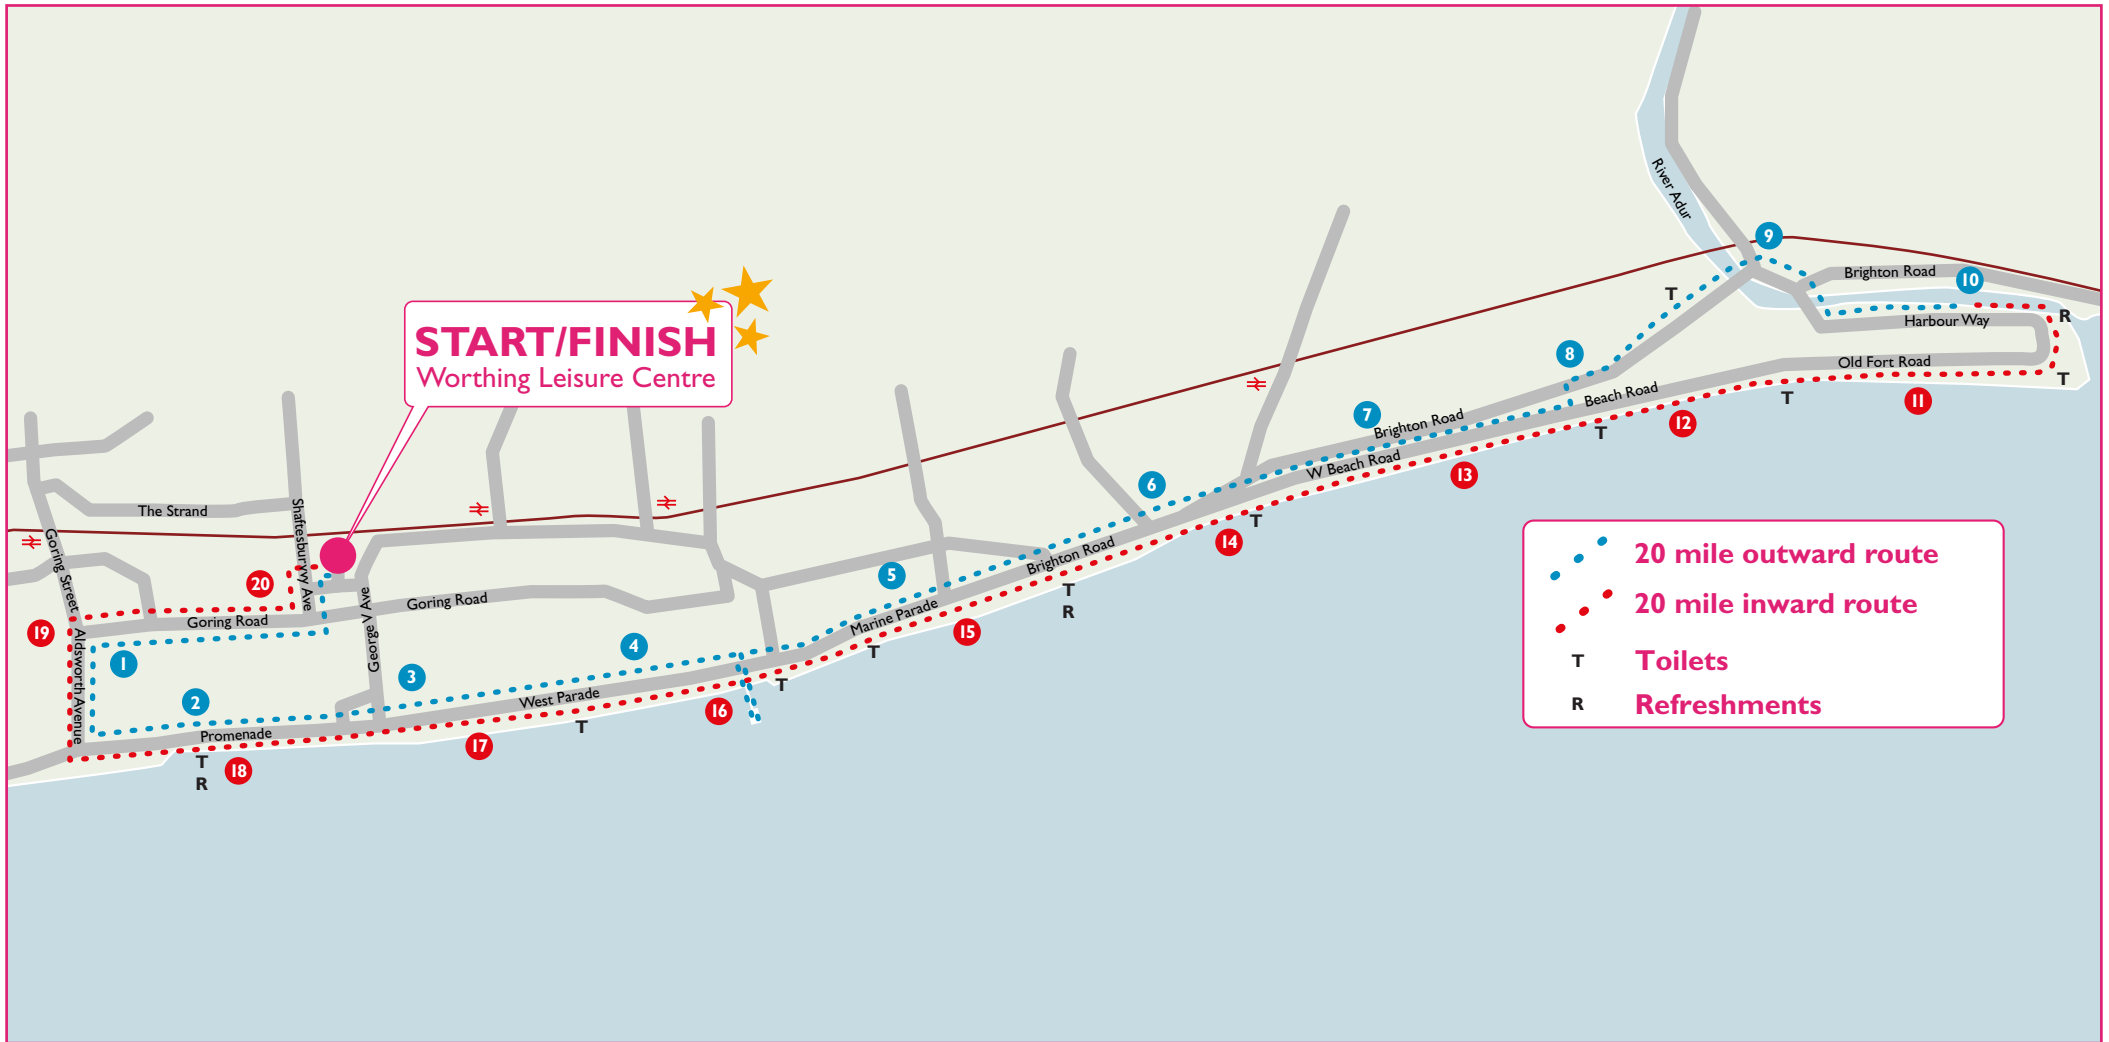 START/FINISH
Worthing Leisure Centre
River Adur
9
Brighton Road
10
T
R
Harbour Way
8
Old Fort Road
T
Beach Road
T
11
7
Brighton Road
12
T
W Beach Road
13
6
T
14
The Strand
Shaftesburyy Ave
Goring Street
Brighton Road
20
5
T
R
George V Ave
Goring Road
Goring Road
Marine Parade
15
19
Aldsworth Avenue
1
4
T
3
West Parade
T
2
16
T
Promenade
17
T
R
18
20 mile outward route
20 mile inward route
T Toilets
R Refreshments